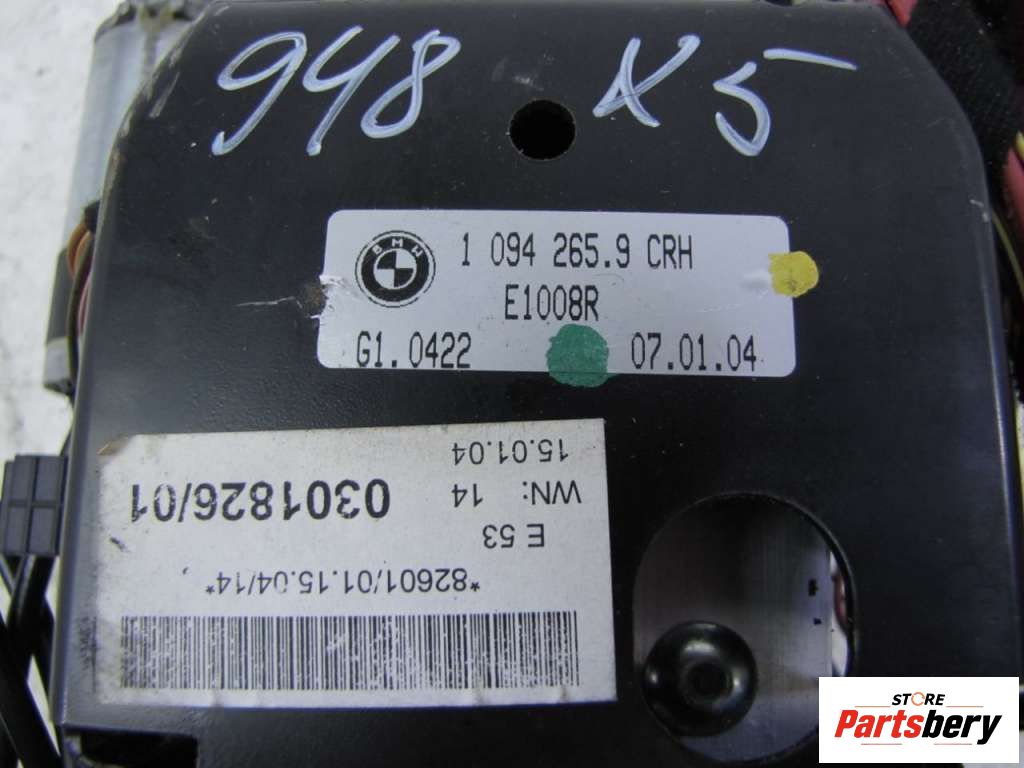 948 X5
BMW
1 094 265.9 CRH
E1008R
G1.0422 07.01.04
*82601/01.15.04/14*
E 53
WN: 14 0301826/01
15.01.04
STORE
Partsbery